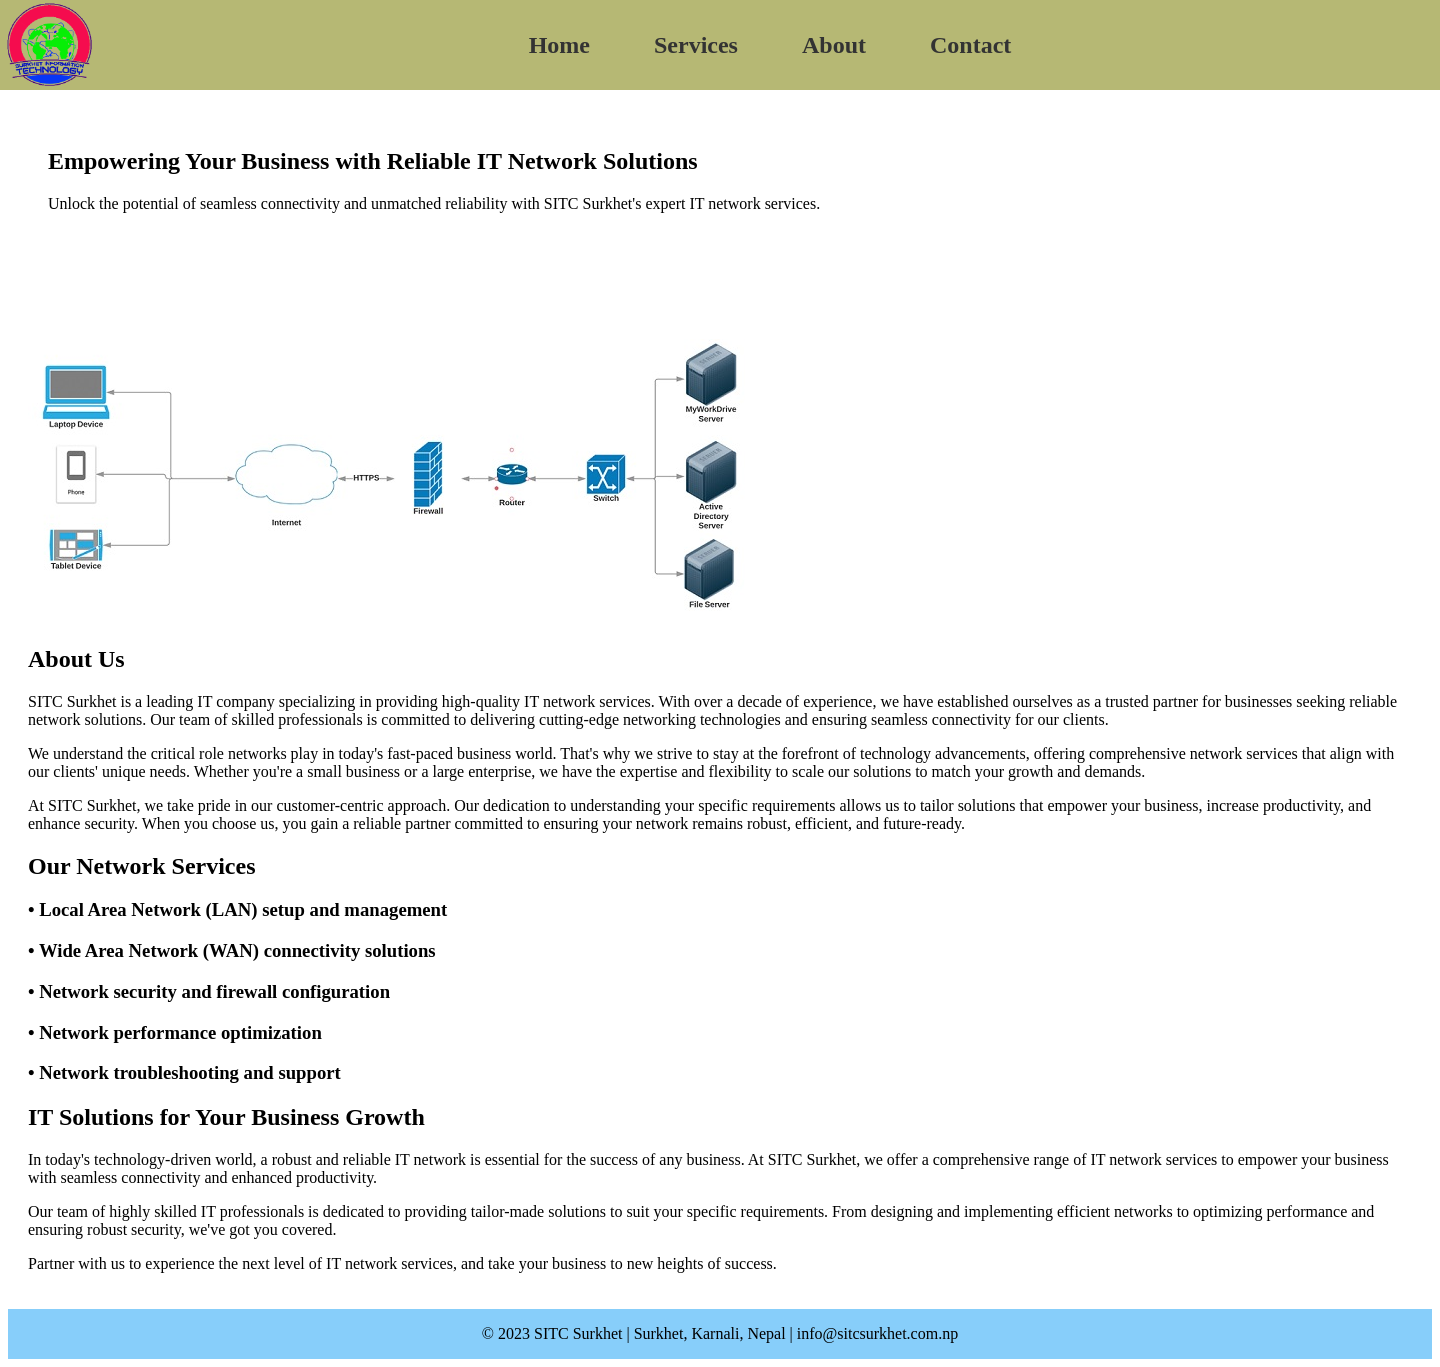 SURKHET INFORMATION
TECHNOLOGY
Home Services About Contact
Empowering Your Business with Reliable IT Network Solutions
Unlock the potential of seamless connectivity and unmatched reliability with SITC Surkhet's expert IT network services.
Laptop Device
Phone
Tablet Device
Internet
HTTPS
Firewall
Router
Switch
SERVER
MyWorkDrive
Server
SERVER
Active
Directory
Server
SERVER
File Server
About Us
SITC Surkhet is a leading IT company specializing in providing high-quality IT network services. With over a decade of experience, we have established ourselves as a trusted partner for businesses seeking reliable
network solutions. Our team of skilled professionals is committed to delivering cutting-edge networking technologies and ensuring seamless connectivity for our clients.
We understand the critical role networks play in today's fast-paced business world. That's why we strive to stay at the forefront of technology advancements, offering comprehensive network services that align with
our clients' unique needs. Whether you're a small business or a large enterprise, we have the expertise and flexibility to scale our solutions to match your growth and demands.
At SITC Surkhet, we take pride in our customer-centric approach. Our dedication to understanding your specific requirements allows us to tailor solutions that empower your business, increase productivity, and
enhance security. When you choose us, you gain a reliable partner committed to ensuring your network remains robust, efficient, and future-ready.
Our Network Services
• Local Area Network (LAN) setup and management
• Wide Area Network (WAN) connectivity solutions
• Network security and firewall configuration
• Network performance optimization
• Network troubleshooting and support
IT Solutions for Your Business Growth
In today's technology-driven world, a robust and reliable IT network is essential for the success of any business. At SITC Surkhet, we offer a comprehensive range of IT network services to empower your business
with seamless connectivity and enhanced productivity.
Our team of highly skilled IT professionals is dedicated to providing tailor-made solutions to suit your specific requirements. From designing and implementing efficient networks to optimizing performance and
ensuring robust security, we've got you covered.
Partner with us to experience the next level of IT network services, and take your business to new heights of success.
© 2023 SITC Surkhet | Surkhet, Karnali, Nepal | info@sitcsurkhet.com.np